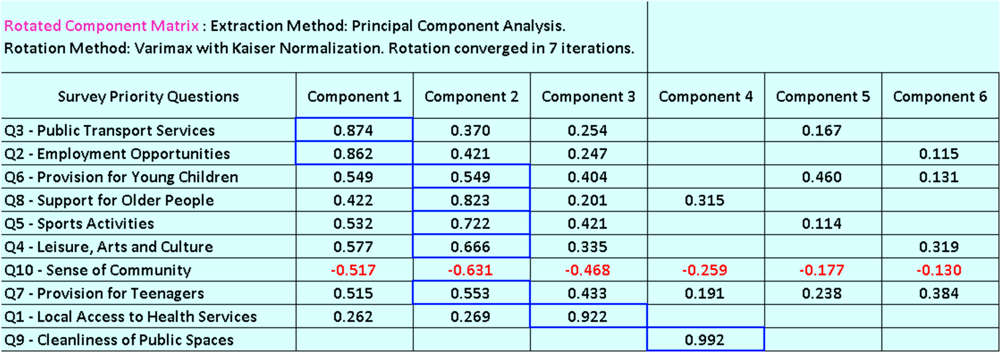 Rotated Component Matrix : Extraction Method: Principal Component Analysis.
Rotation Method: Varimax with Kaiser Normalization. Rotation converged in 7 iterations.
Survey Priority Questions Component 1 Component 2 Component 3 Component 4 Component 5 Component 6
Q3 - Public Transport Services 0.874 0.370 0.254 0.167
Q2 - Employment Opportunities 0.862 0.421 0.247 0.115
Q6 - Provision for Young Children 0.549 0.549 0.404 0.460 0.131
Q8 - Support for Older People 0.422 0.823 0.201 0.315
Q5 - Sports Activities 0.532 0.722 0.421 0.114
Q4 - Leisure, Arts and Culture 0.577 0.666 0.335 0.319
Q10 - Sense of Community -0.517 -0.631 -0.468 -0.259 -0.177 -0.130
Q7 - Provision for Teenagers 0.515 0.553 0.433 0.191 0.238 0.384
Q1 - Local Access to Health Services 0.262 0.269 0.922
Q9 - Cleanliness of Public Spaces 0.992